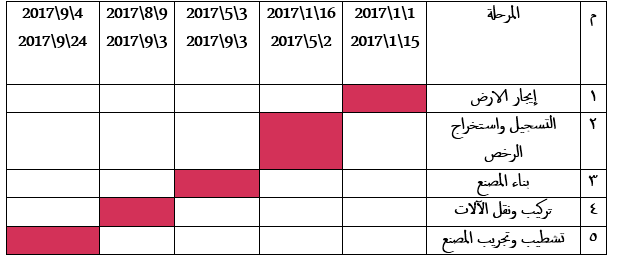 م المرحلة 2017\1\1 2017\1\16 2017\5\3 2017\8\9 2017\9\4
2017\1\15 2017\5\2 2017\9\3 2017\9\3 2017\9\24
١ إيجار الارض
٢ التسجيل واستخراج
الرخص
٣ بناء المصنع
٤ تركيب ونقل الآلات
٥ تشطيب وتجريب المصنع